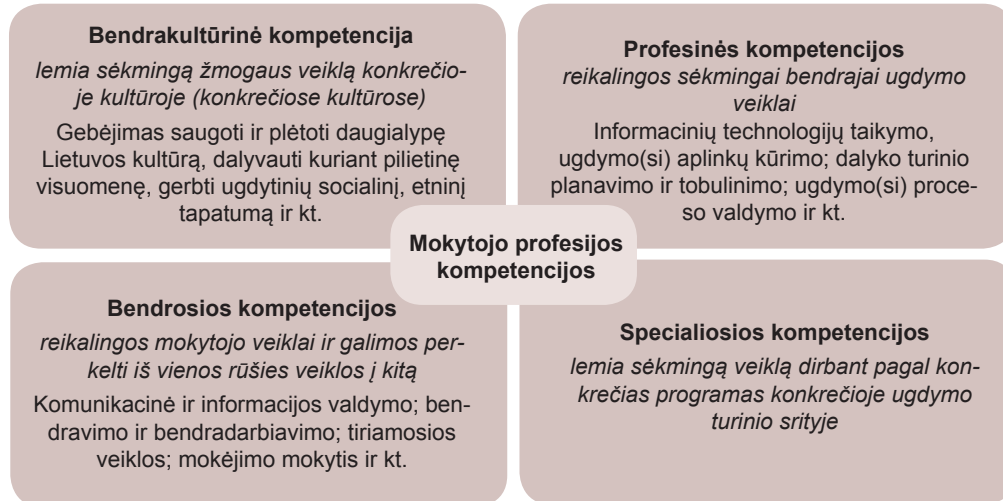 Bendrakultūrinė kompetencija
lemia sėkmingą žmogaus veiklą konkrečio-
je kultūroje (konkrečiose kultūrose)
Gebėjimas saugoti ir plėtoti daugialypę
Lietuvos kultūrą, dalyvauti kuriant pilietinę
visuomenę, gerbti ugdytinių socialinį, etninį
tapatumą ir kt.
Profesinės kompetencijos
reikalingos sėkmingai bendrajai ugdymo
veiklai
Informacinių technologijų taikymo,
ugdymo(si) aplinkų kūrimo; dalyko turinio
planavimo ir tobulinimo; ugdymo(si) proce-
so valdymo ir kt.
Mokytojo profesijos
kompetencijos
Bendrosios kompetencijos
reikalingos mokytojo veiklai ir galimos per-
kelti iš vienos rūšies veiklos į kitą
Komunikacinė ir informacijos valdymo; ben-
dravimo ir bendradarbiavimo; tiriamosios
veiklos; mokėjimo mokytis ir kt.
Specialiosios kompetencijos
lemia sėkmingą veiklą dirbant pagal kon-
krečias programas konkrečioje ugdymo
turinio srityje